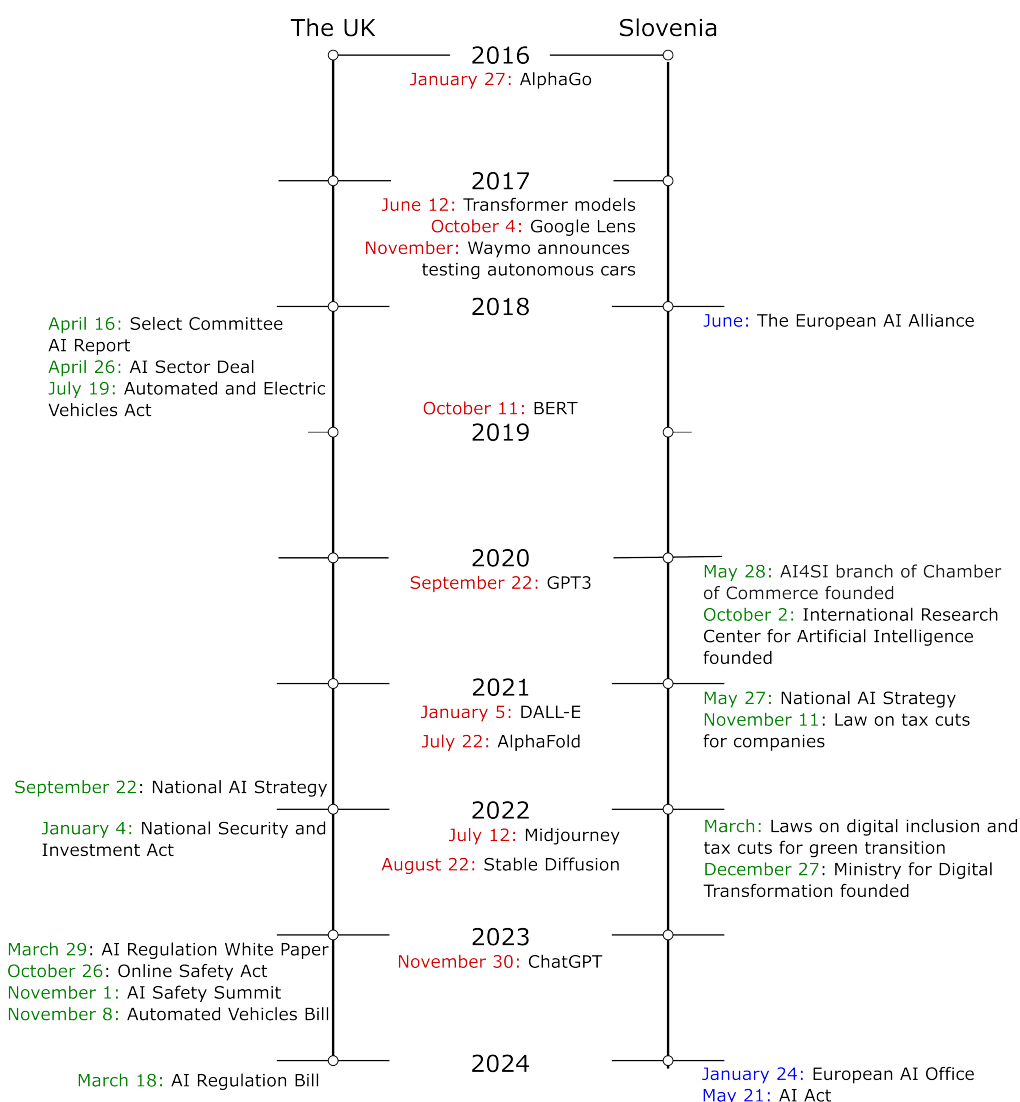 The UK
Slovenia
2016
January 27: AlphaGo
2017
June 12: Transformer models
October 4: Google Lens
November: Waymo announces
testing autonomous cars
2018
April 16: Select Committee
AI Report
April 26: AI Sector Deal
July 19: Automated and Electric
Vehicles Act
June: The European AI Alliance
October 11: BERT
2019
2020
September 22: GPT3
May 28: AI4SI branch of Chamber
of Commerce founded
October 2: International Research
Center for Artificial Intelligence
founded
2021
January 5: DALL-E
July 22: AlphaFold
May 27: National AI Strategy
November 11: Law on tax cuts
for companies
September 22: National AI Strategy
2022
January 4: National Security and
Investment Act
July 12: Midjourney
August 22: Stable Diffusion
March: Laws on digital inclusion and
tax cuts for green transition
December 27: Ministry for Digital
Transformation founded
2023
March 29: AI Regulation White Paper
October 26: Online Safety Act
November 1: AI Safety Summit
November 8: Automated Vehicles Bill
November 30: ChatGPT
2024
March 18: AI Regulation Bill
January 24: European AI Office
May 21: AI Act